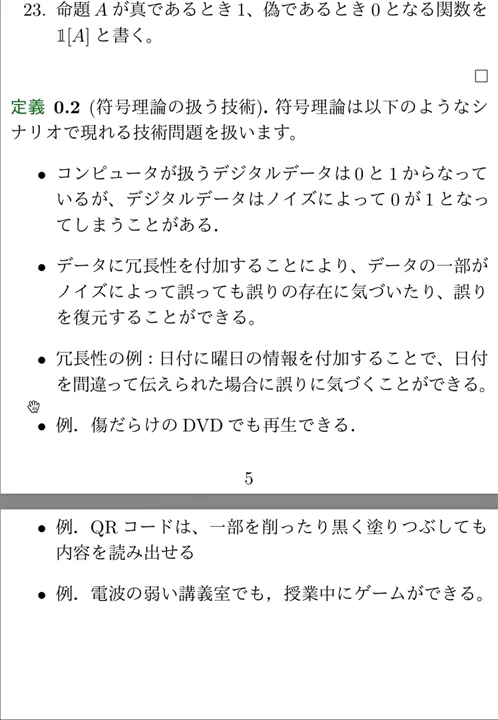 23. 命題 A が真であるとき 1、偽であるとき 0 となる関数を
𝟙[A] と書く。
□
定義 0.2 (符号理論の扱う技術). 符号理論は以下のようなシ
ナリオで現れる技術問題を扱います。
• コンピュータが扱うデジタルデータは 0 と 1 からなって
いるが、デジタルデータはノイズによって 0 が 1 となっ
てしまうことがある．
• データに冗長性を付加することにより、データの一部が
ノイズによって誤っても誤りの存在に気づいたり、誤り
を復元することができる。
• 冗長性の例：日付に曜日の情報を付加することで、日付
を間違って伝えられた場合に誤りに気づくことができる。
• 例．傷だらけの DVD でも再生できる．
5
• 例．QR コードは、一部を削ったり黒く塗りつぶしても
内容を読み出せる
• 例．電波の弱い講義室でも，授業中にゲームができる。